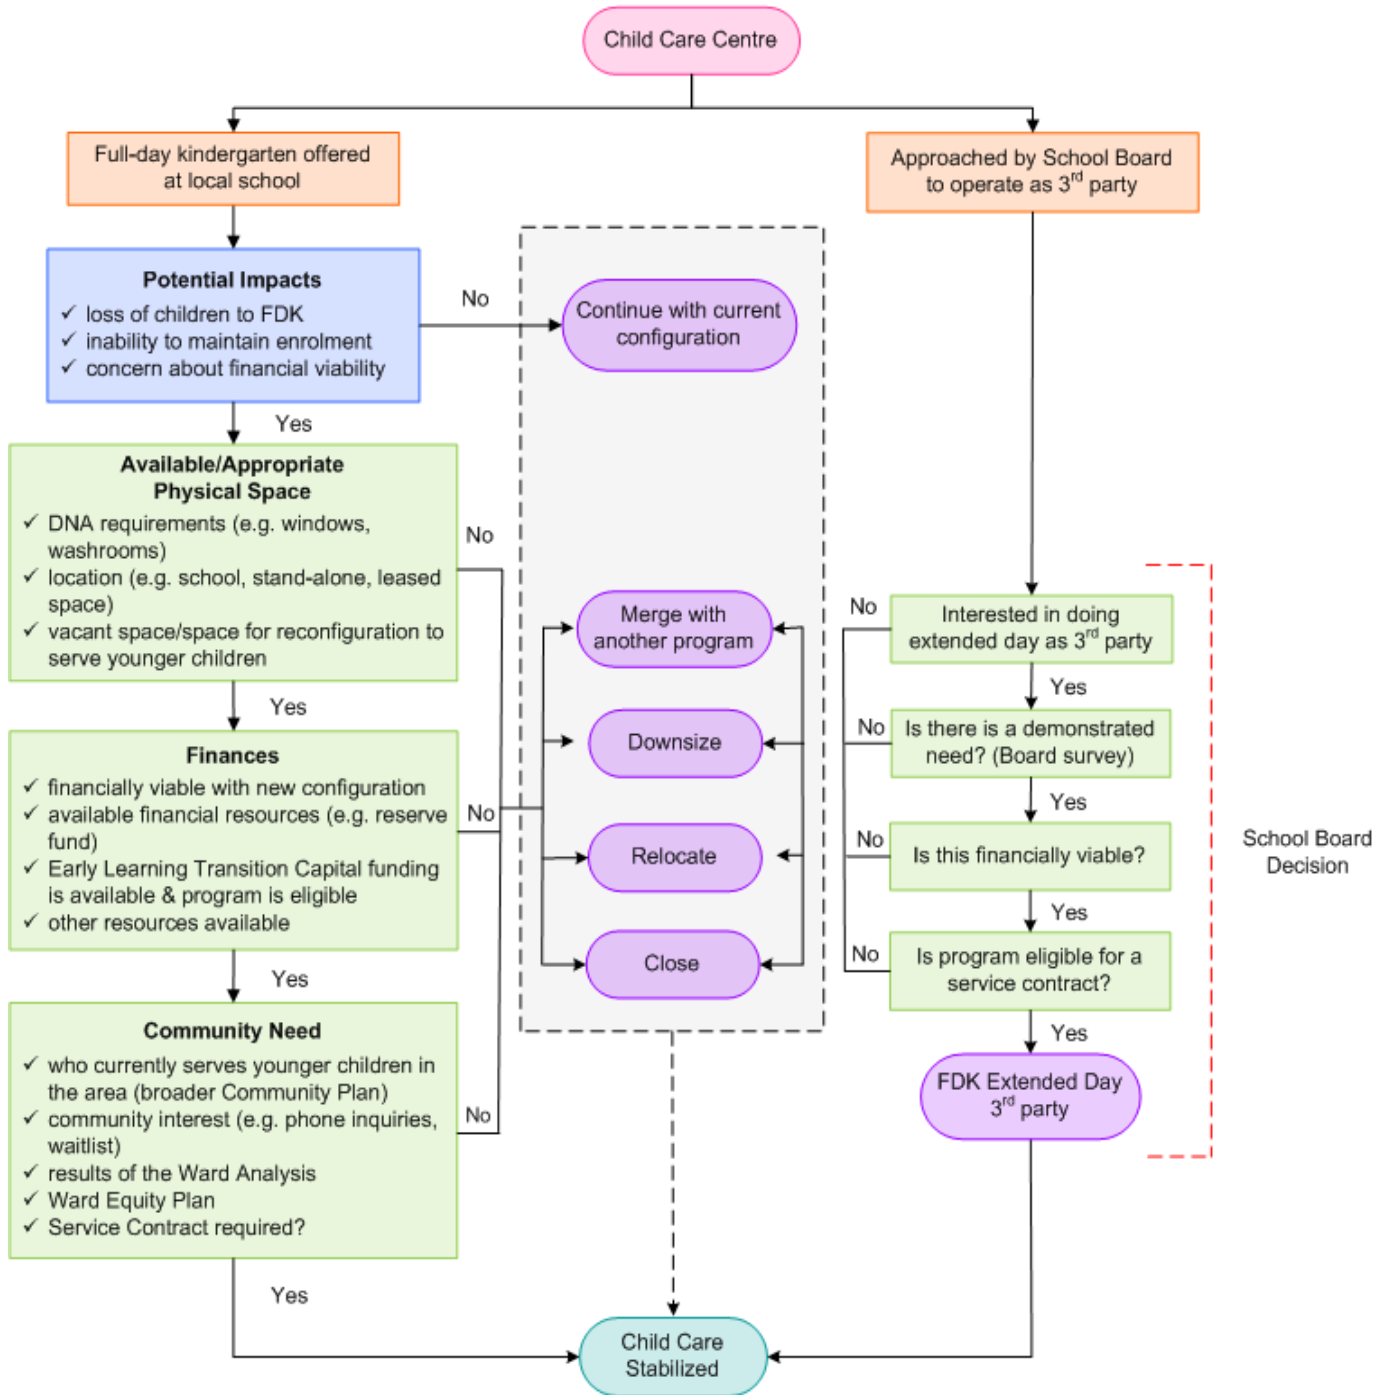 Child Care Centre
Full-day kindergarten offered
at local school
Approached by School Board
to operate as 3rd party
Potential Impacts
✓ loss of children to FDK
✓ inability to maintain enrolment
✓ concern about financial viability
No
Continue with current
configuration
Yes
Available/Appropriate
Physical Space
✓ DNA requirements (e.g. windows,
washrooms)
✓ location (e.g. school, stand-alone, leased
space)
✓ vacant space/space for reconfiguration to
serve younger children
No
Yes
Finances
✓ financially viable with new configuration
✓ available financial resources (e.g. reserve
fund)
✓ Early Learning Transition Capital funding
is available & program is eligible
✓ other resources available
No
Yes
Community Need
✓ who currently serves younger children in
the area (broader Community Plan)
✓ community interest (e.g. phone inquiries,
waitlist)
✓ results of the Ward Analysis
✓ Ward Equity Plan
✓ Service Contract required?
No
Yes
Merge with
another program
Downsize
Relocate
Close
No
Interested in doing
extended day as 3rd party
Yes
No
Is there is a demonstrated
need? (Board survey)
Yes
No
Is this financially viable?
Yes
No
Is program eligible for a
service contract?
Yes
FDK Extended Day
3rd party
School Board
Decision
Child Care
Stabilized